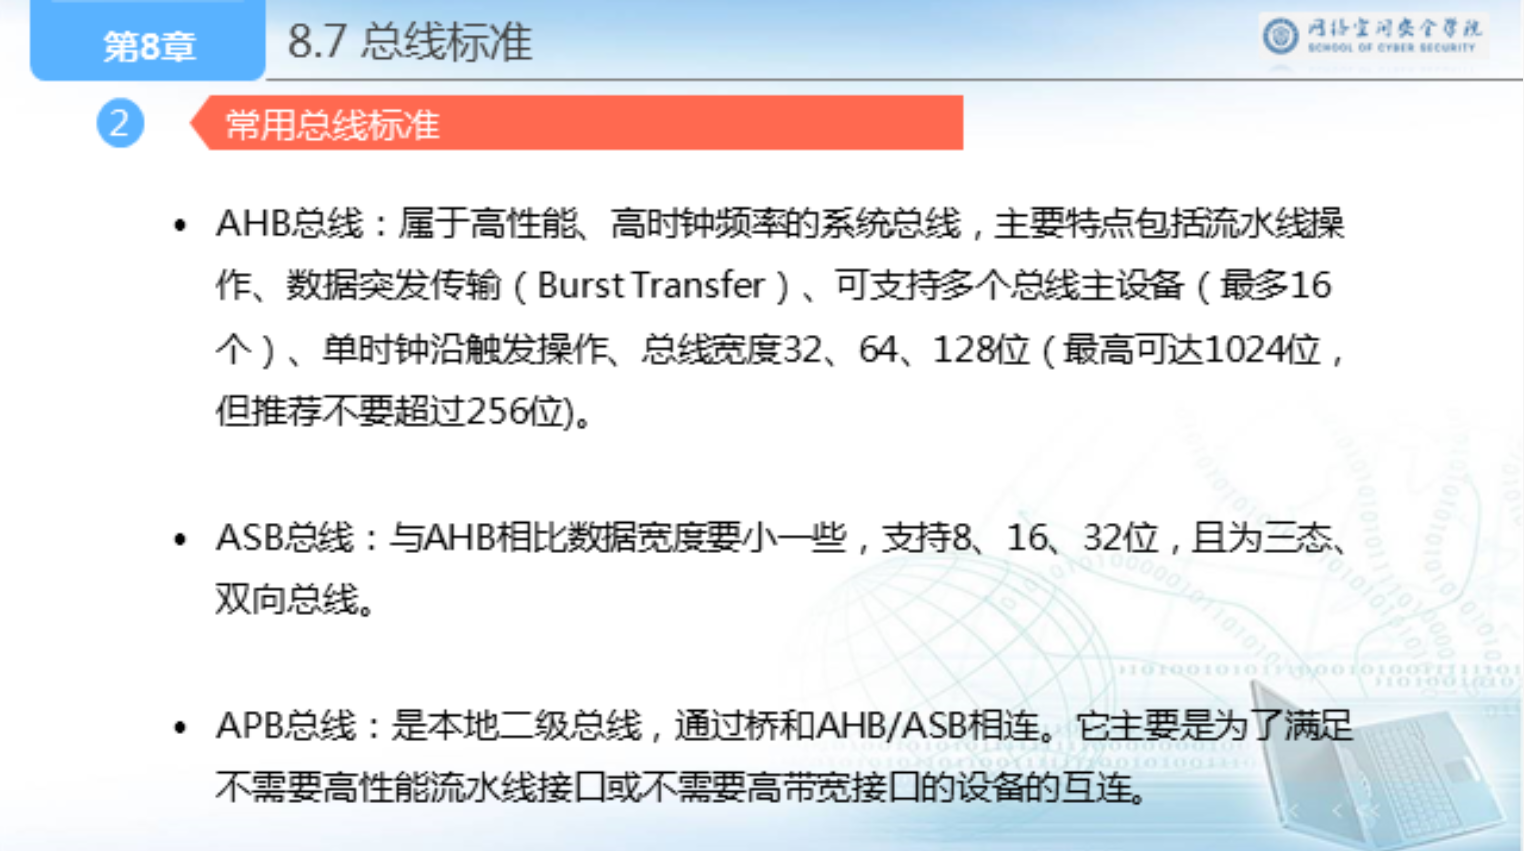 第8章
8.7 总线标准
网络空间安全学院
SCHOOL OF CYBER SECURITY
2
常用总线标准
• AHB总线：属于高性能、高时钟频率的系统总线，主要特点包括流水线操
作、数据突发传输（Burst Transfer）、可支持多个总线主设备（最多16
个）、单时钟沿触发操作、总线宽度32、64、128位（最高可达1024位，
但推荐不要超过256位)。
• ASB总线：与AHB相比数据宽度要小一些，支持8、16、32位，且为三态、
双向总线。
• APB总线：是本地二级总线，通过桥和AHB/ASB相连。它主要是为了满足
不需要高性能流水线接口或不需要高带宽接口的设备的互连。